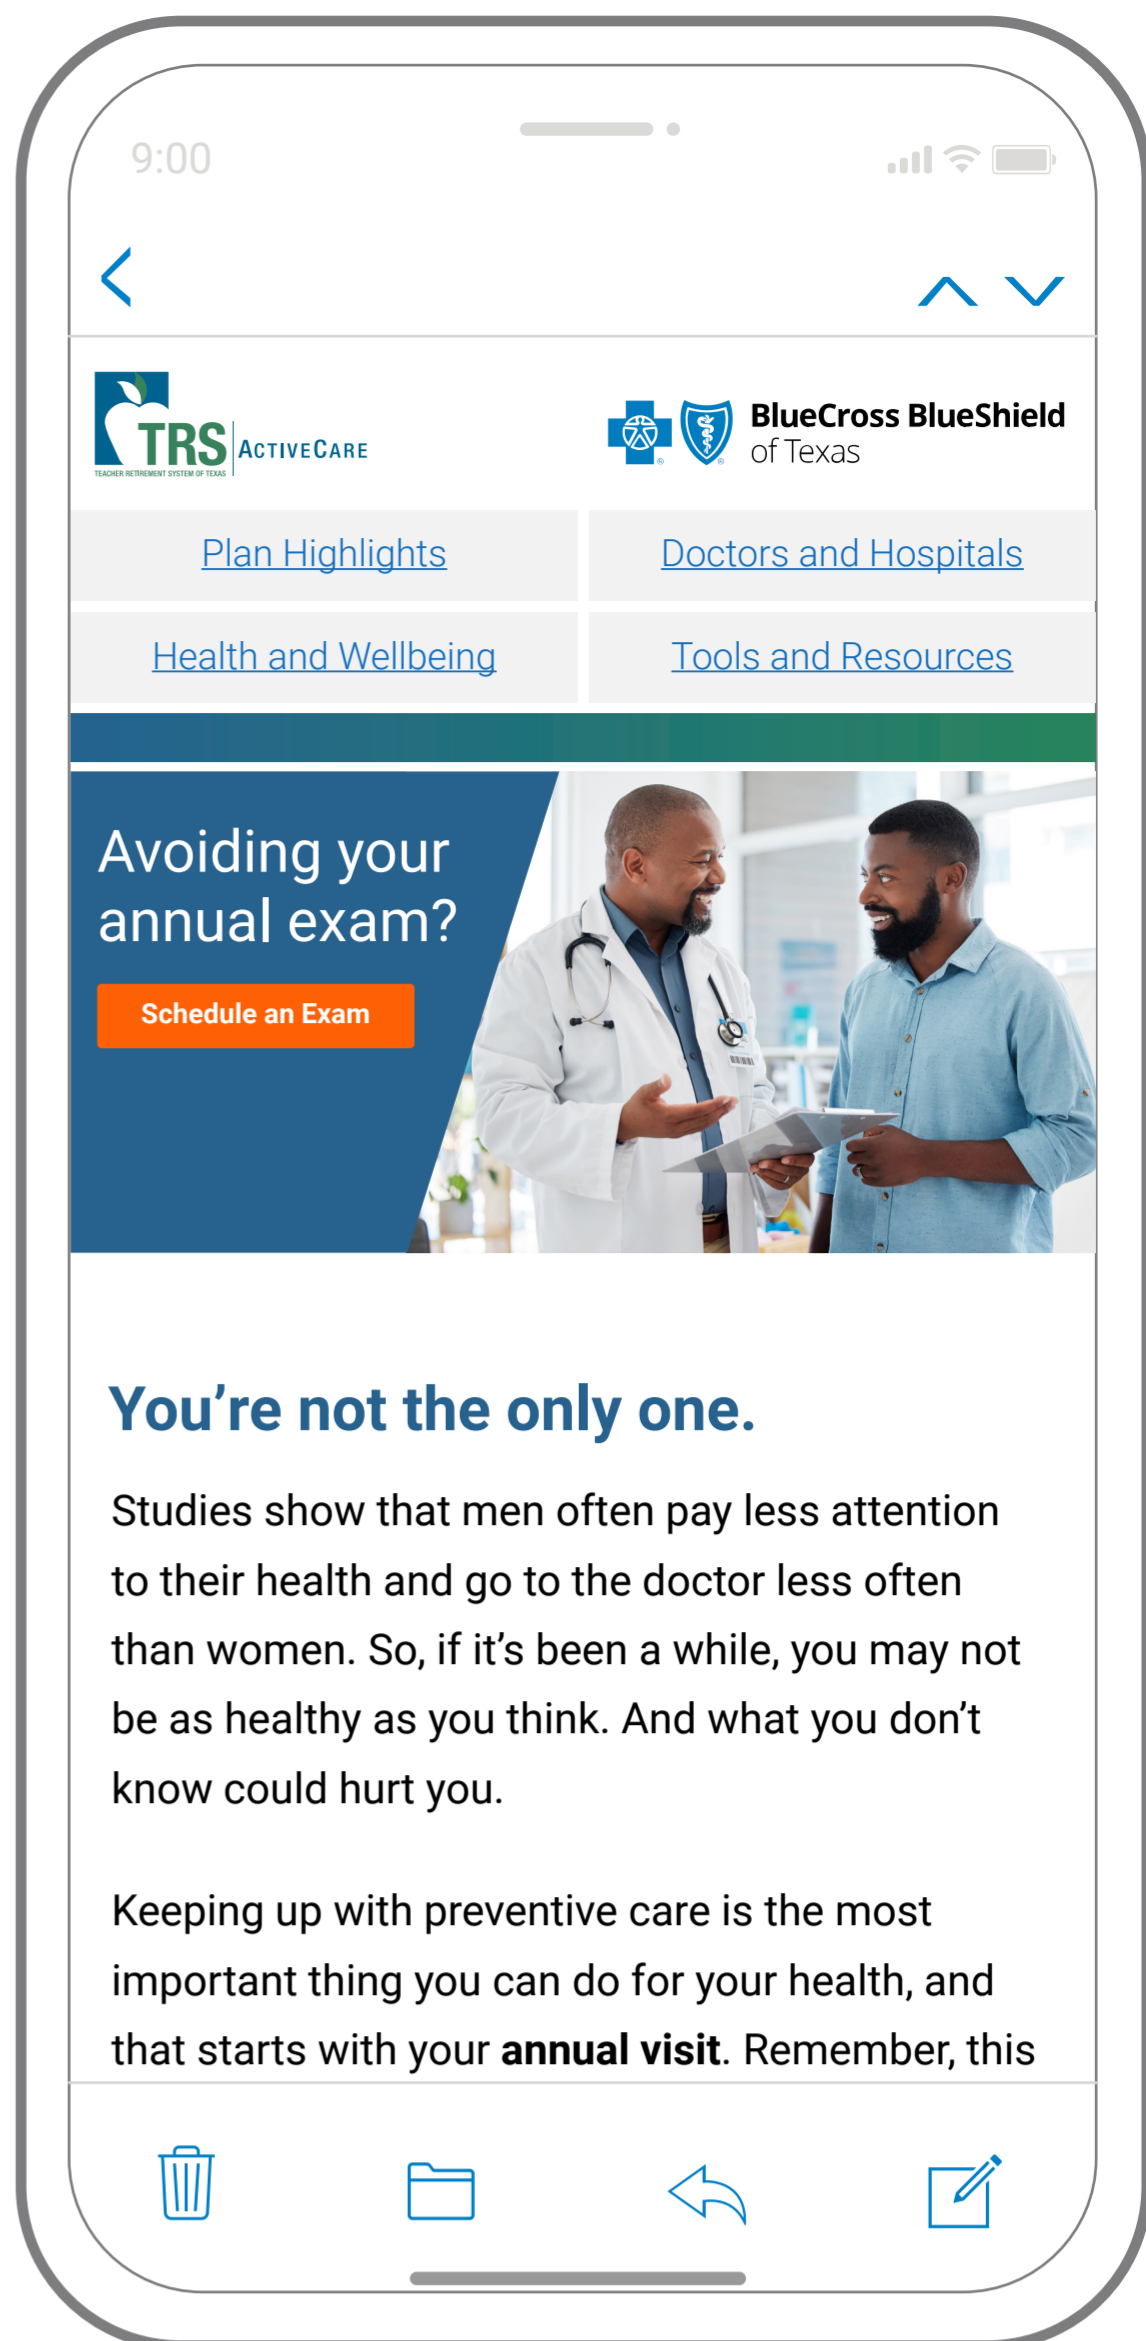 9:00
TRS ACTIVECARE
TEACHER RETIREMENT SYSTEM OF TEXAS
BlueCross BlueShield
of Texas
Plan Highlights
Doctors and Hospitals
Health and Wellbeing
Tools and Resources
Avoiding your
annual exam?
Schedule an Exam
You’re not the only one.
Studies show that men often pay less attention
to their health and go to the doctor less often
than women. So, if it’s been a while, you may not
be as healthy as you think. And what you don’t
know could hurt you.
Keeping up with preventive care is the most
important thing you can do for your health, and
that starts with your annual visit. Remember, this